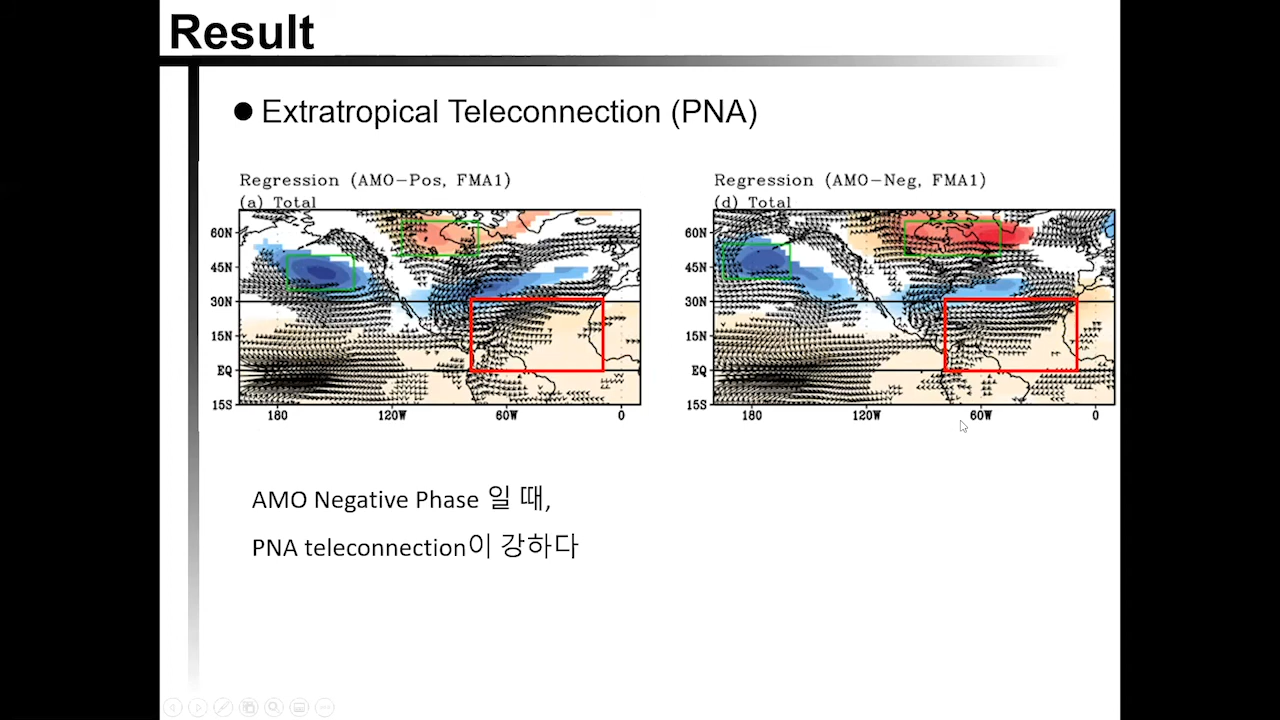 Result
● Extratropical Teleconnection (PNA)
Regression (AMO-Pos, FMA1)
(a) Total
60N
45N
30N
15N
EQ
15S
180 120W 60W 0
Regression (AMO-Neg, FMA1)
(d) Total
60N
45N
30N
15N
EQ
15S
180 120W 60W 0
AMO Negative Phase 일 때,
PNA teleconnection이 강하다